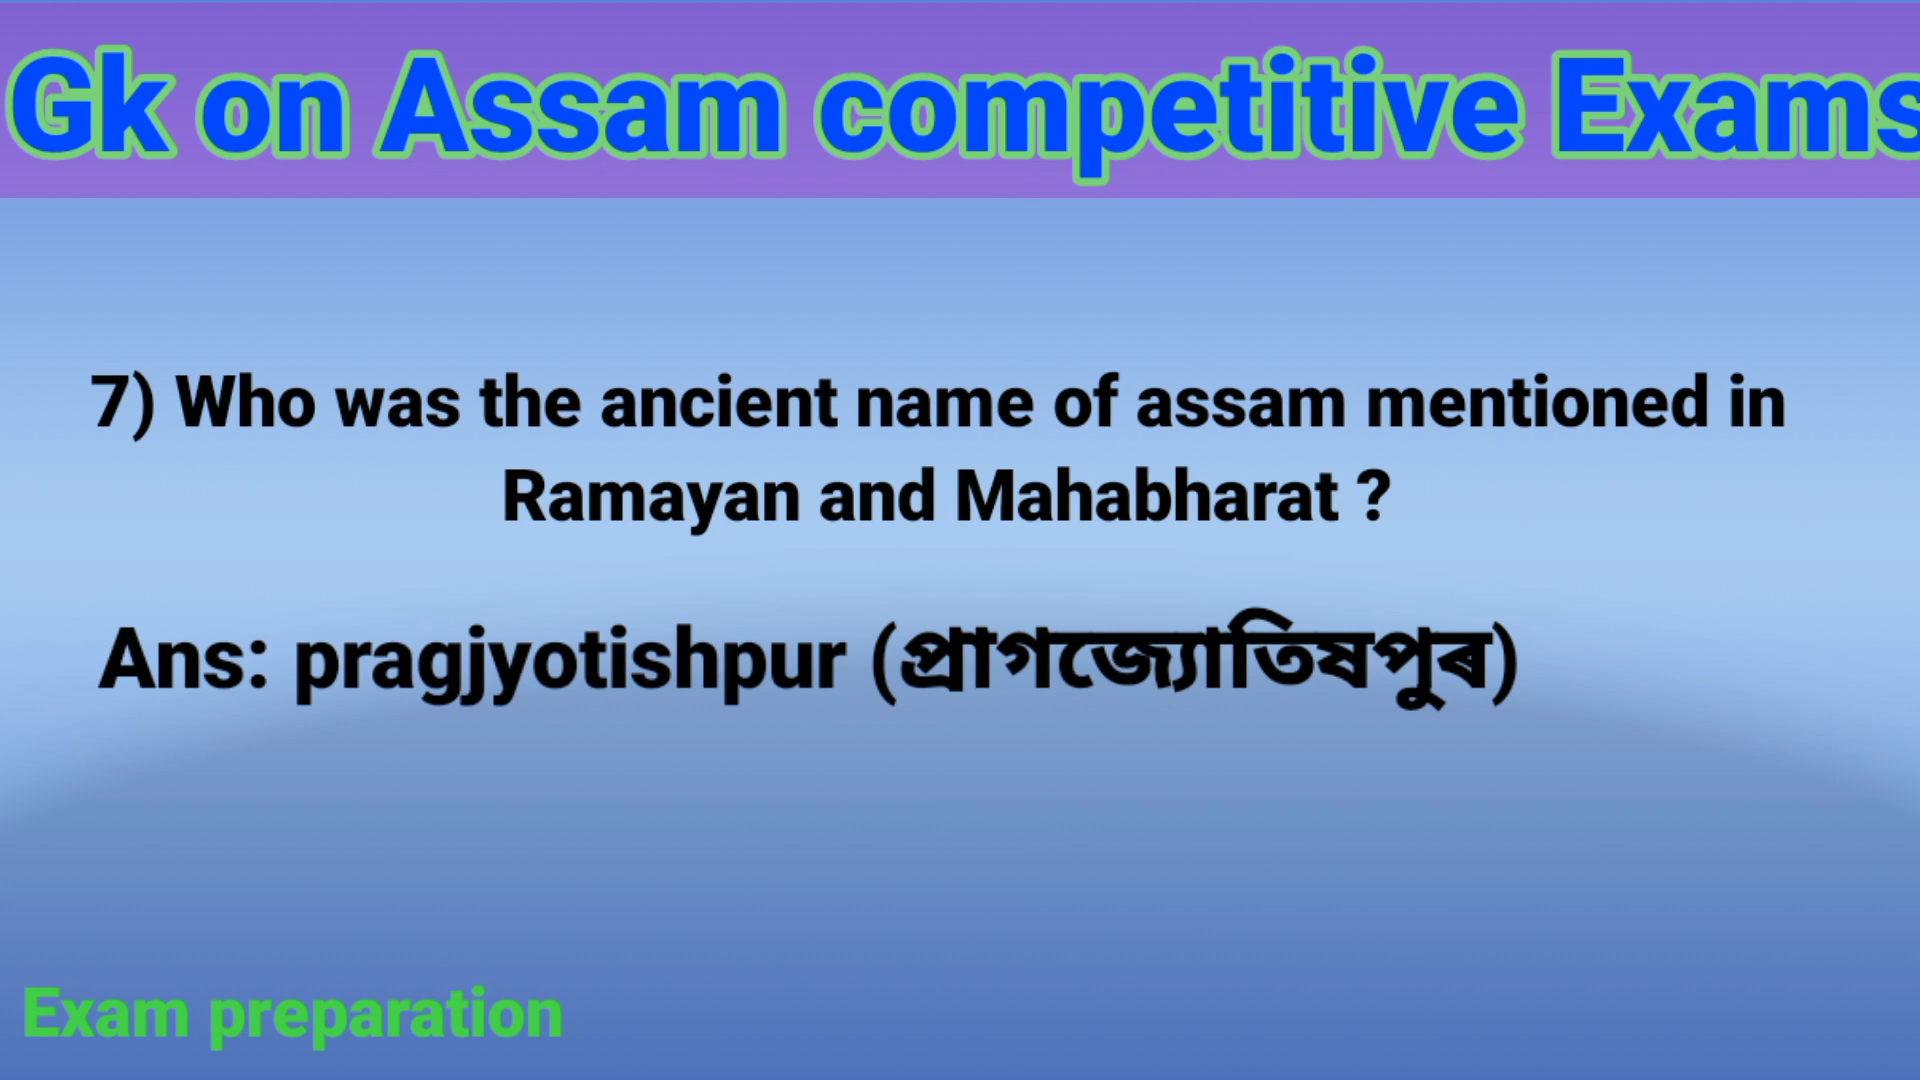 Gk on Assam competitive Exams
7) Who was the ancient name of assam mentioned in
Ramayan and Mahabharat ?
Ans: pragjyotishpur (প্ৰাগজ্যোতিষপুৰ)
Exam preparation